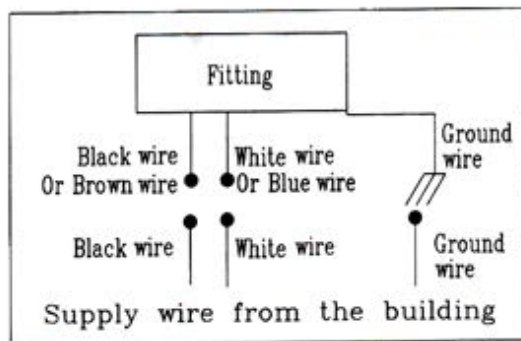 Fitting
Black wire
Or Brown wire
White wire
Or Blue wire
Ground
wire
Black wire
White wire
Ground
wire
Supply wire from the building